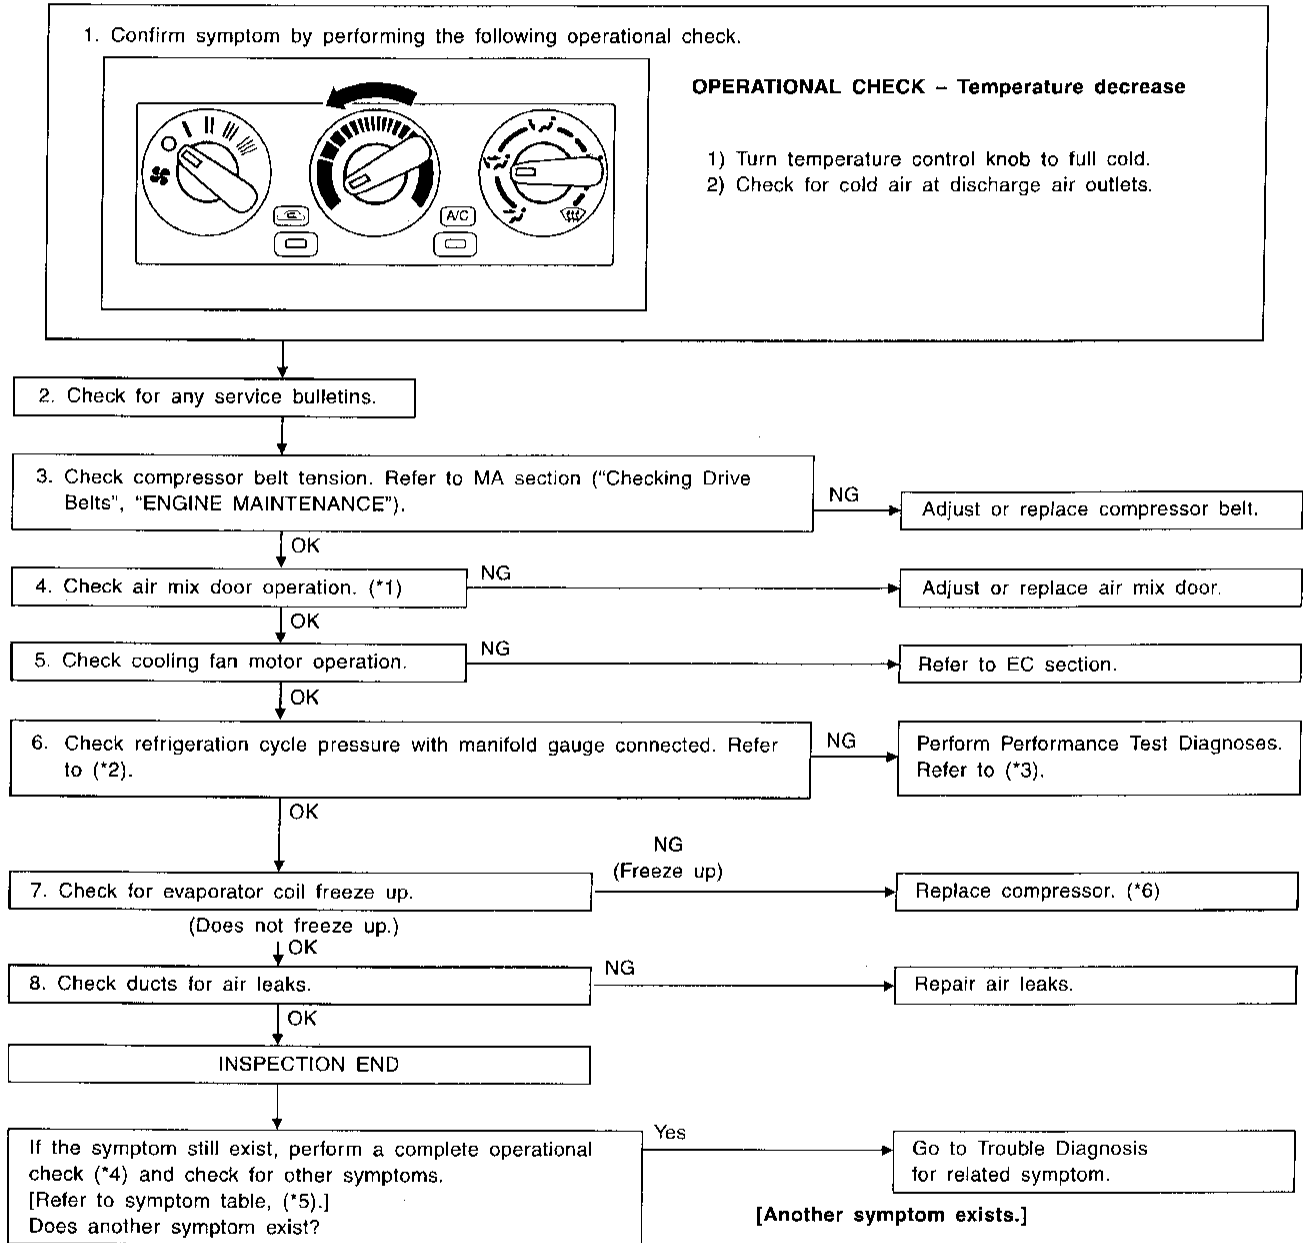 1. Confirm symptom by performing the following operational check.
OPERATIONAL CHECK – Temperature decrease
1) Turn temperature control knob to full cold.
2) Check for cold air at discharge air outlets.
A/C
2. Check for any service bulletins.
3. Check compressor belt tension. Refer to MA section ("Checking Drive
Belts", "ENGINE MAINTENANCE").
NG
Adjust or replace compressor belt.
OK
4. Check air mix door operation. (*1)
NG
Adjust or replace air mix door.
OK
5. Check cooling fan motor operation.
NG
Refer to EC section.
OK
6. Check refrigeration cycle pressure with manifold gauge connected. Refer
to (*2).
NG
Perform Performance Test Diagnoses.
Refer to (*3).
OK
7. Check for evaporator coil freeze up.
NG
(Freeze up)
Replace compressor. (*6)
(Does not freeze up.)
OK
8. Check ducts for air leaks.
NG
Repair air leaks.
OK
INSPECTION END
If the symptom still exist, perform a complete operational
check (*4) and check for other symptoms.
[Refer to symptom table, (*5).]
Does another symptom exist?
Yes
Go to Trouble Diagnosis
for related symptom.
[Another symptom exists.]